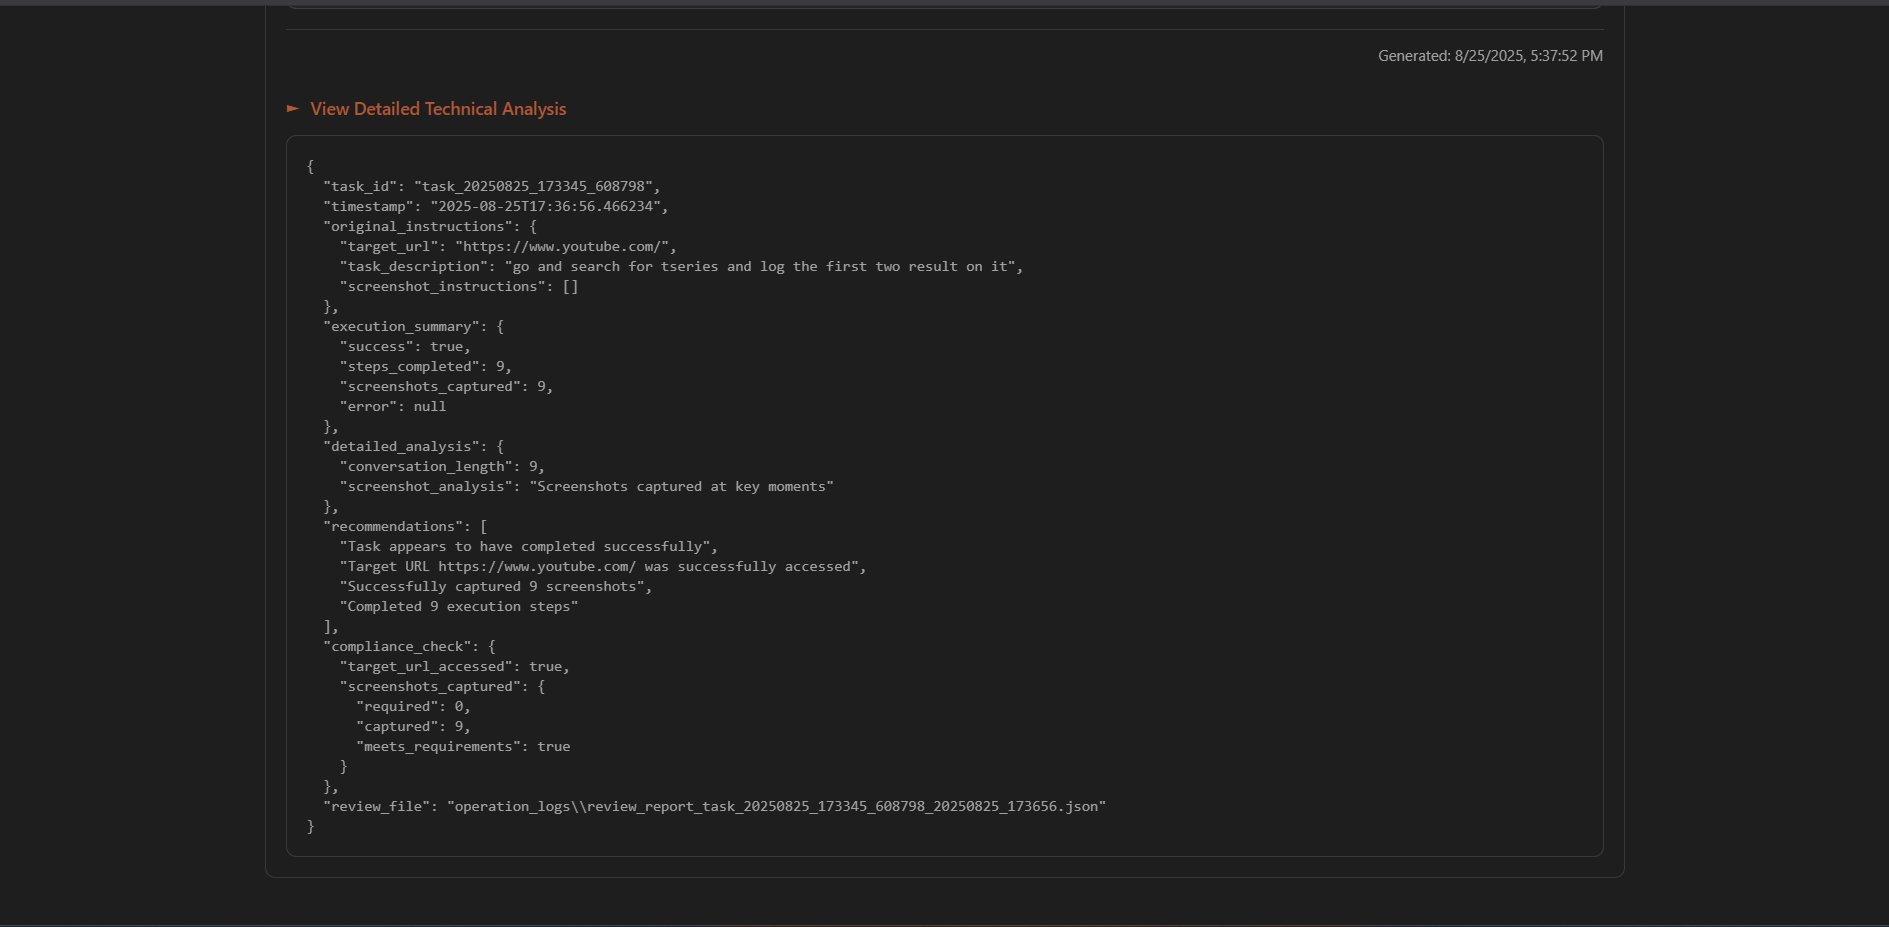 Generated: 8/25/2025, 5:37:52 PM
► View Detailed Technical Analysis
{
  "task_id": "task_20250825_173345_608798",
  "timestamp": "2025-08-25T17:36:56.466234",
  "original_instructions": {
    "target_url": "https://www.youtube.com/",
    "task_description": "go and search for tseries and log the first two result on it",
    "screenshot_instructions": []
  },
  "execution_summary": {
    "success": true,
    "steps_completed": 9,
    "screenshots_captured": 9,
    "error": null
  },
  "detailed_analysis": {
    "conversation_length": 9,
    "screenshot_analysis": "Screenshots captured at key moments"
  },
  "recommendations": [
    "Task appears to have completed successfully",
    "Target URL https://www.youtube.com/ was successfully accessed",
    "Successfully captured 9 screenshots",
    "Completed 9 execution steps"
  ],
  "compliance_check": {
    "target_url_accessed": true,
    "screenshots_captured": {
      "required": 0,
      "captured": 9,
      "meets_requirements": true
    }
  },
  "review_file": "operation_logs\\review_report_task_20250825_173345_608798_20250825_173656.json"
}